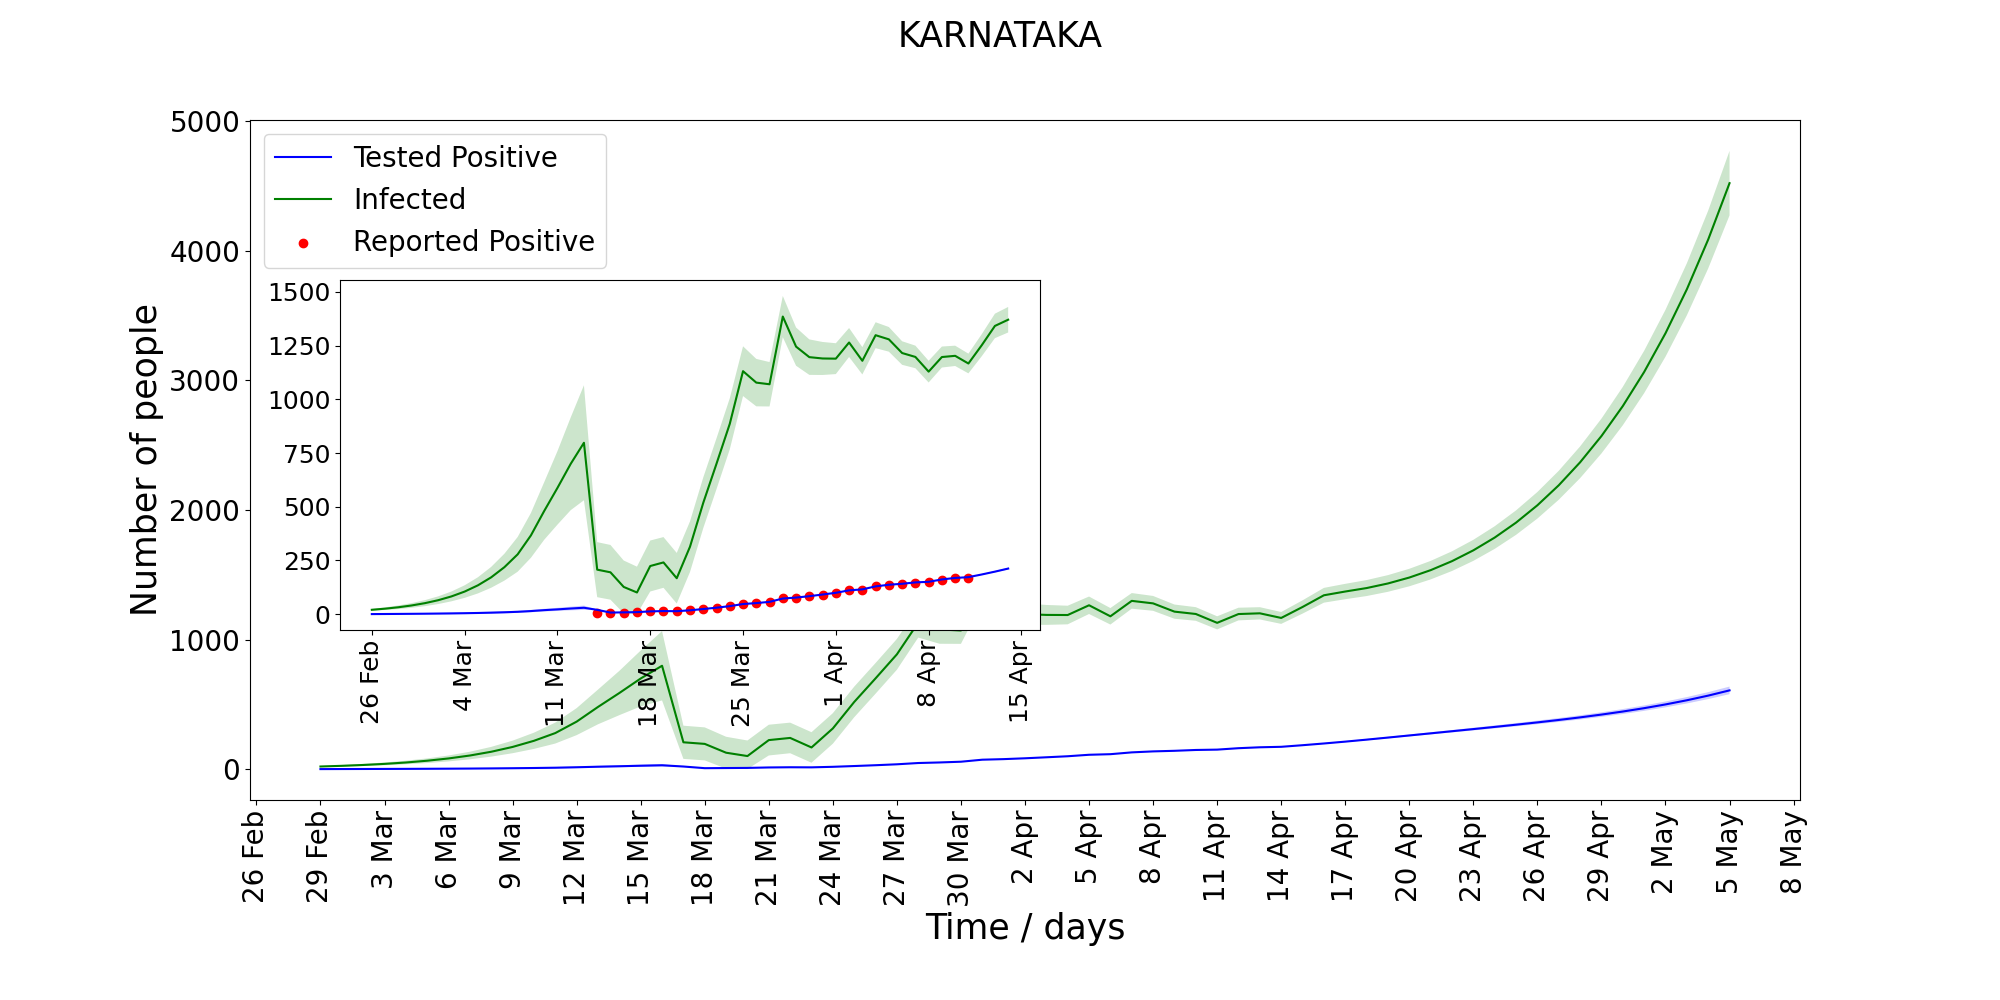 KARNATAKA
5000
4000
3000
2000
1000
0
Number of people
Tested Positive
Infected
Reported Positive
1500
1250
1000
750
500
250
0
26 Feb
4 Mar
11 Mar
18 Mar
25 Mar
1 Apr
8 Apr
15 Apr
26 Feb
29 Feb
3 Mar
6 Mar
9 Mar
12 Mar
15 Mar
18 Mar
21 Mar
24 Mar
27 Mar
30 Mar
2 Apr
5 Apr
8 Apr
11 Apr
14 Apr
17 Apr
20 Apr
23 Apr
26 Apr
29 Apr
2 May
5 May
8 May
Time / days